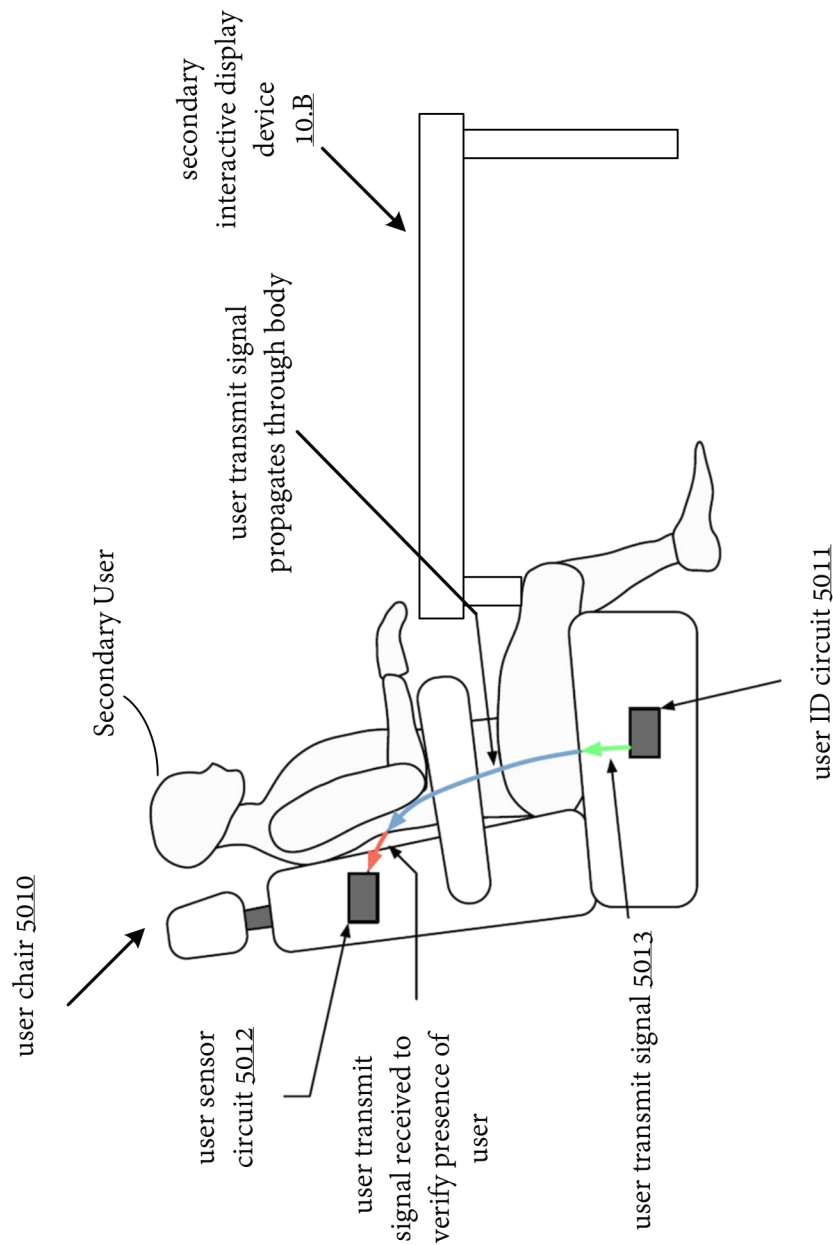 user chair 5010
Secondary User
user transmit signal
propagates through body
secondary
interactive display
device
10.B
user sensor
circuit 5012
user transmit
signal received to
verify presence of
user
user transmit signal 5013
user ID circuit 5011